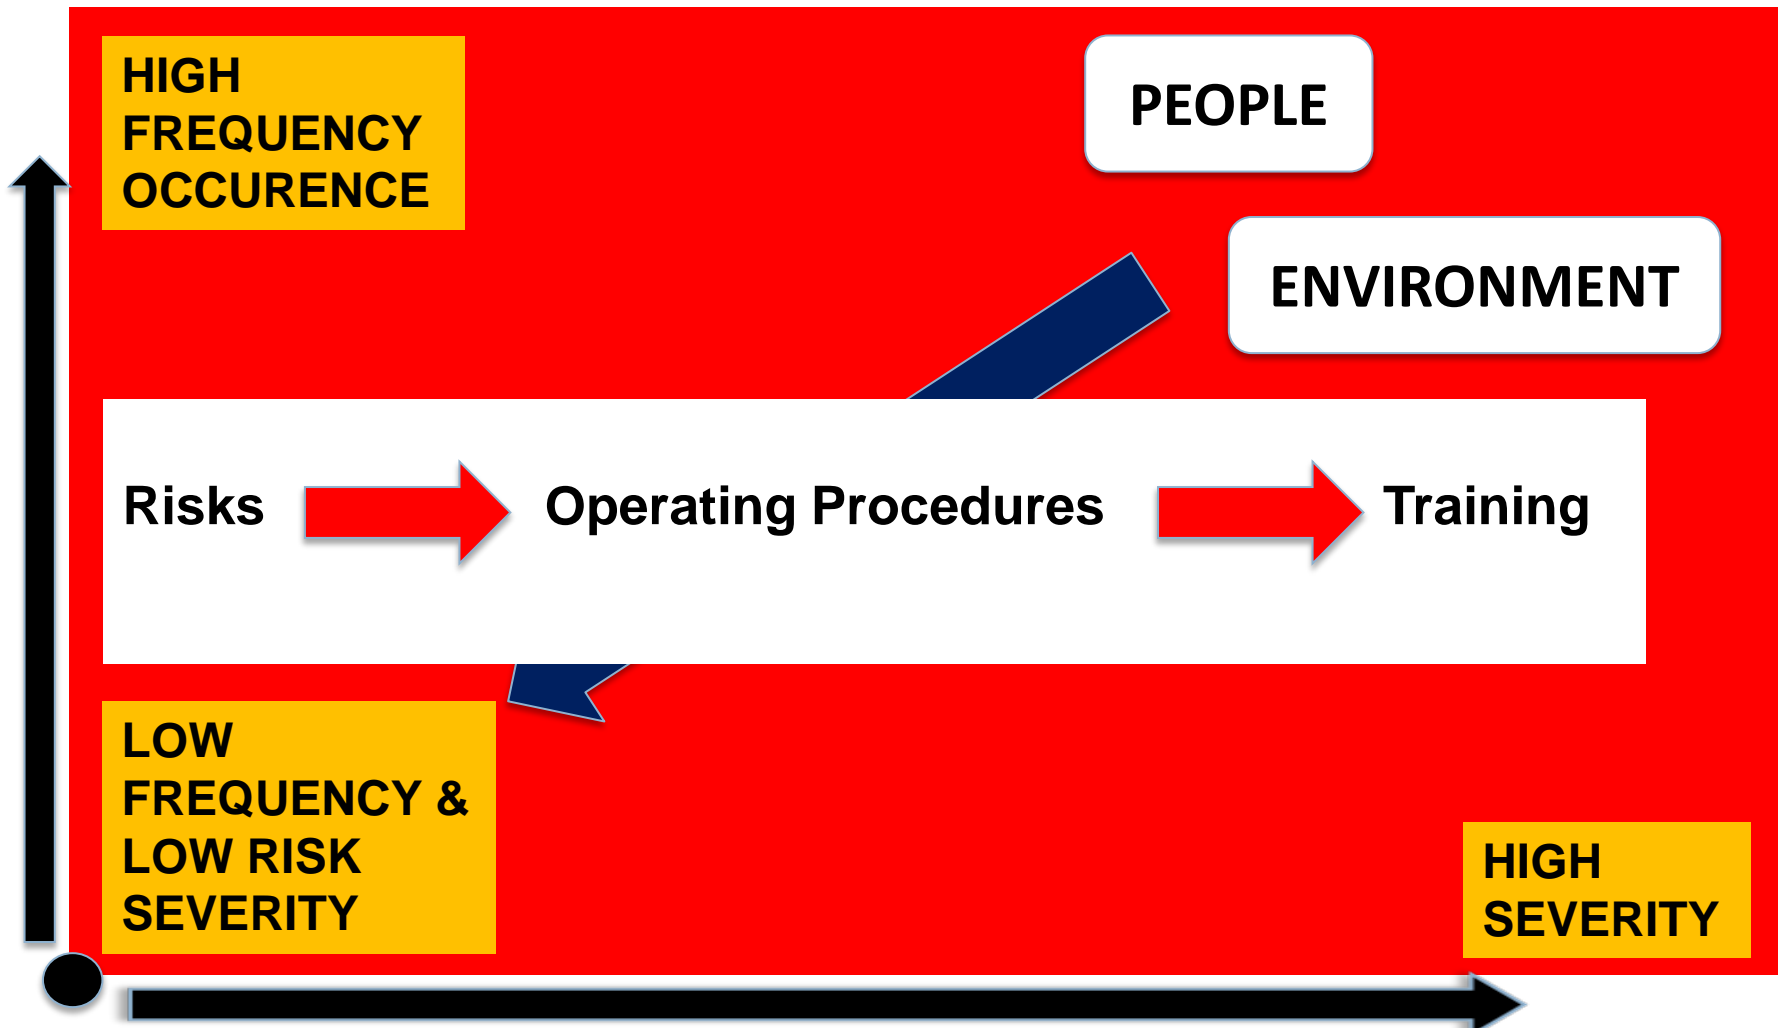 HIGH
FREQUENCY
OCCURENCE
PEOPLE
ENVIRONMENT
Risks Operating Procedures Training
LOW
FREQUENCY &
LOW RISK
SEVERITY
HIGH
SEVERITY